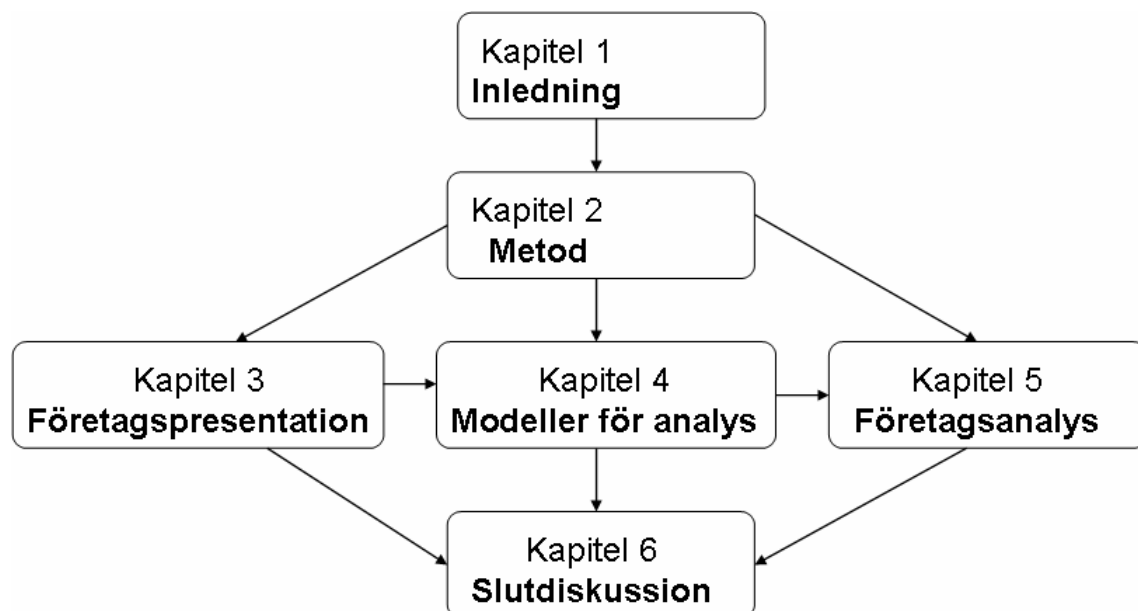 Kapitel 1
Inledning
Kapitel 2
Metod
Kapitel 3
Företagspresentation
Kapitel 4
Modeller för analys
Kapitel 5
Företagsanalys
Kapitel 6
Slutdiskussion